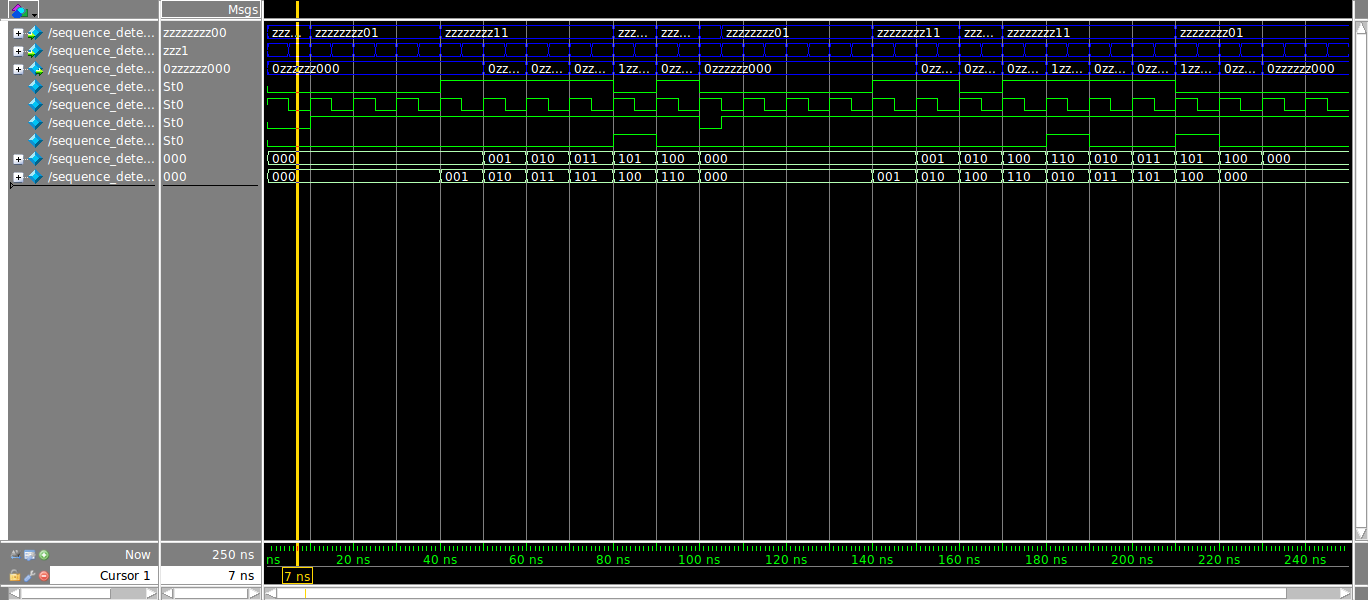 Msgs
/sequence_dete... zzzzzzzz00 zzz... zzzzzzzz01 zzzzzzzz11 zzz... zzz... zzzzzzzz01 zzzzzzzz11 zzz... zzzzzzzz11 zzzzzzzz01
/sequence_dete... zzz1
/sequence_dete... 0zzzzzz000 0zzzzzz000 0zz... 0zz... 0zz... 1zz... 0zz... 0zzzzzz000 0zz... 0zz... 0zz... 1zz... 0zz... 0zz... 1zz... 0zz... 0zzzzzz000
/sequence_dete... St0
/sequence_dete... St0
/sequence_dete... St0
/sequence_dete... St0
/sequence_dete... 000 000 001 010 011 101 100 000 001 010 100 110 010 011 101 100 000
/sequence_dete... 000 000 001 010 011 101 100 110 000 001 010 100 110 010 011 101 100 000
Now 250 ns ns 20 ns 40 ns 60 ns 80 ns 100 ns 120 ns 140 ns 160 ns 180 ns 200 ns 220 ns 240 ns
Cursor 1 7 ns 7 ns